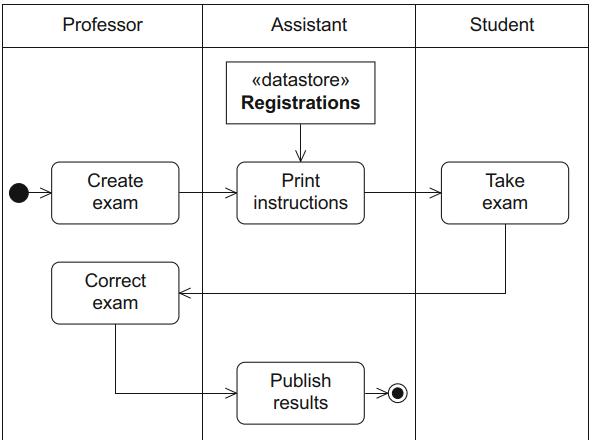 Professor
Assistant
Student
«datastore»
Registrations
Create
exam
Print
instructions
Take
exam
Correct
exam
Publish
results